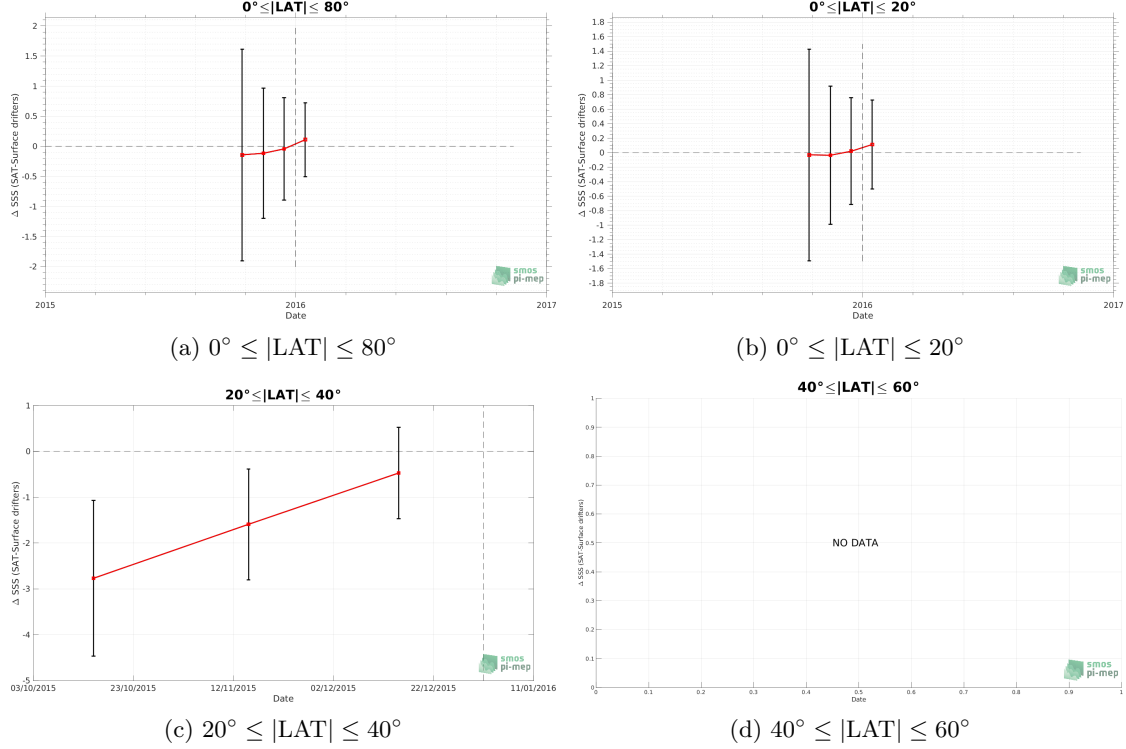 0°≤|LAT|≤ 80°
2
1.5
1
0.5
0
-0.5
-1
-1.5
-2
Δ SSS (SAT-Surface drifters)
2015
2016
2017
Date
smos
pi-mep
(a) 0° ≤ |LAT| ≤ 80°
0°≤|LAT|≤ 20°
1.8
1.6
1.4
1.2
1
0.8
0.6
0.4
0.2
0
-0.2
-0.4
-0.6
-0.8
-1
-1.2
-1.4
-1.6
-1.8
Δ SSS (SAT-Surface drifters)
2015
2016
2017
Date
smos
pi-mep
(b) 0° ≤ |LAT| ≤ 20°
20°≤|LAT|≤ 40°
1
0
-1
-2
-3
-4
-5
Δ SSS (SAT-Surface drifters)
03/10/2015
23/10/2015
12/11/2015
02/12/2015
22/12/2015
11/01/2016
Date
smos
pi-mep
(c) 20° ≤ |LAT| ≤ 40°
40°≤|LAT|≤ 60°
1
0.9
0.8
0.7
0.6
0.5
0.4
0.3
0.2
0.1
0
Δ SSS (SAT-Surface drifters)
NO DATA
0
0.1
0.2
0.3
0.4
0.5
0.6
0.7
0.8
0.9
1
Date
smos
pi-mep
(d) 40° ≤ |LAT| ≤ 60°